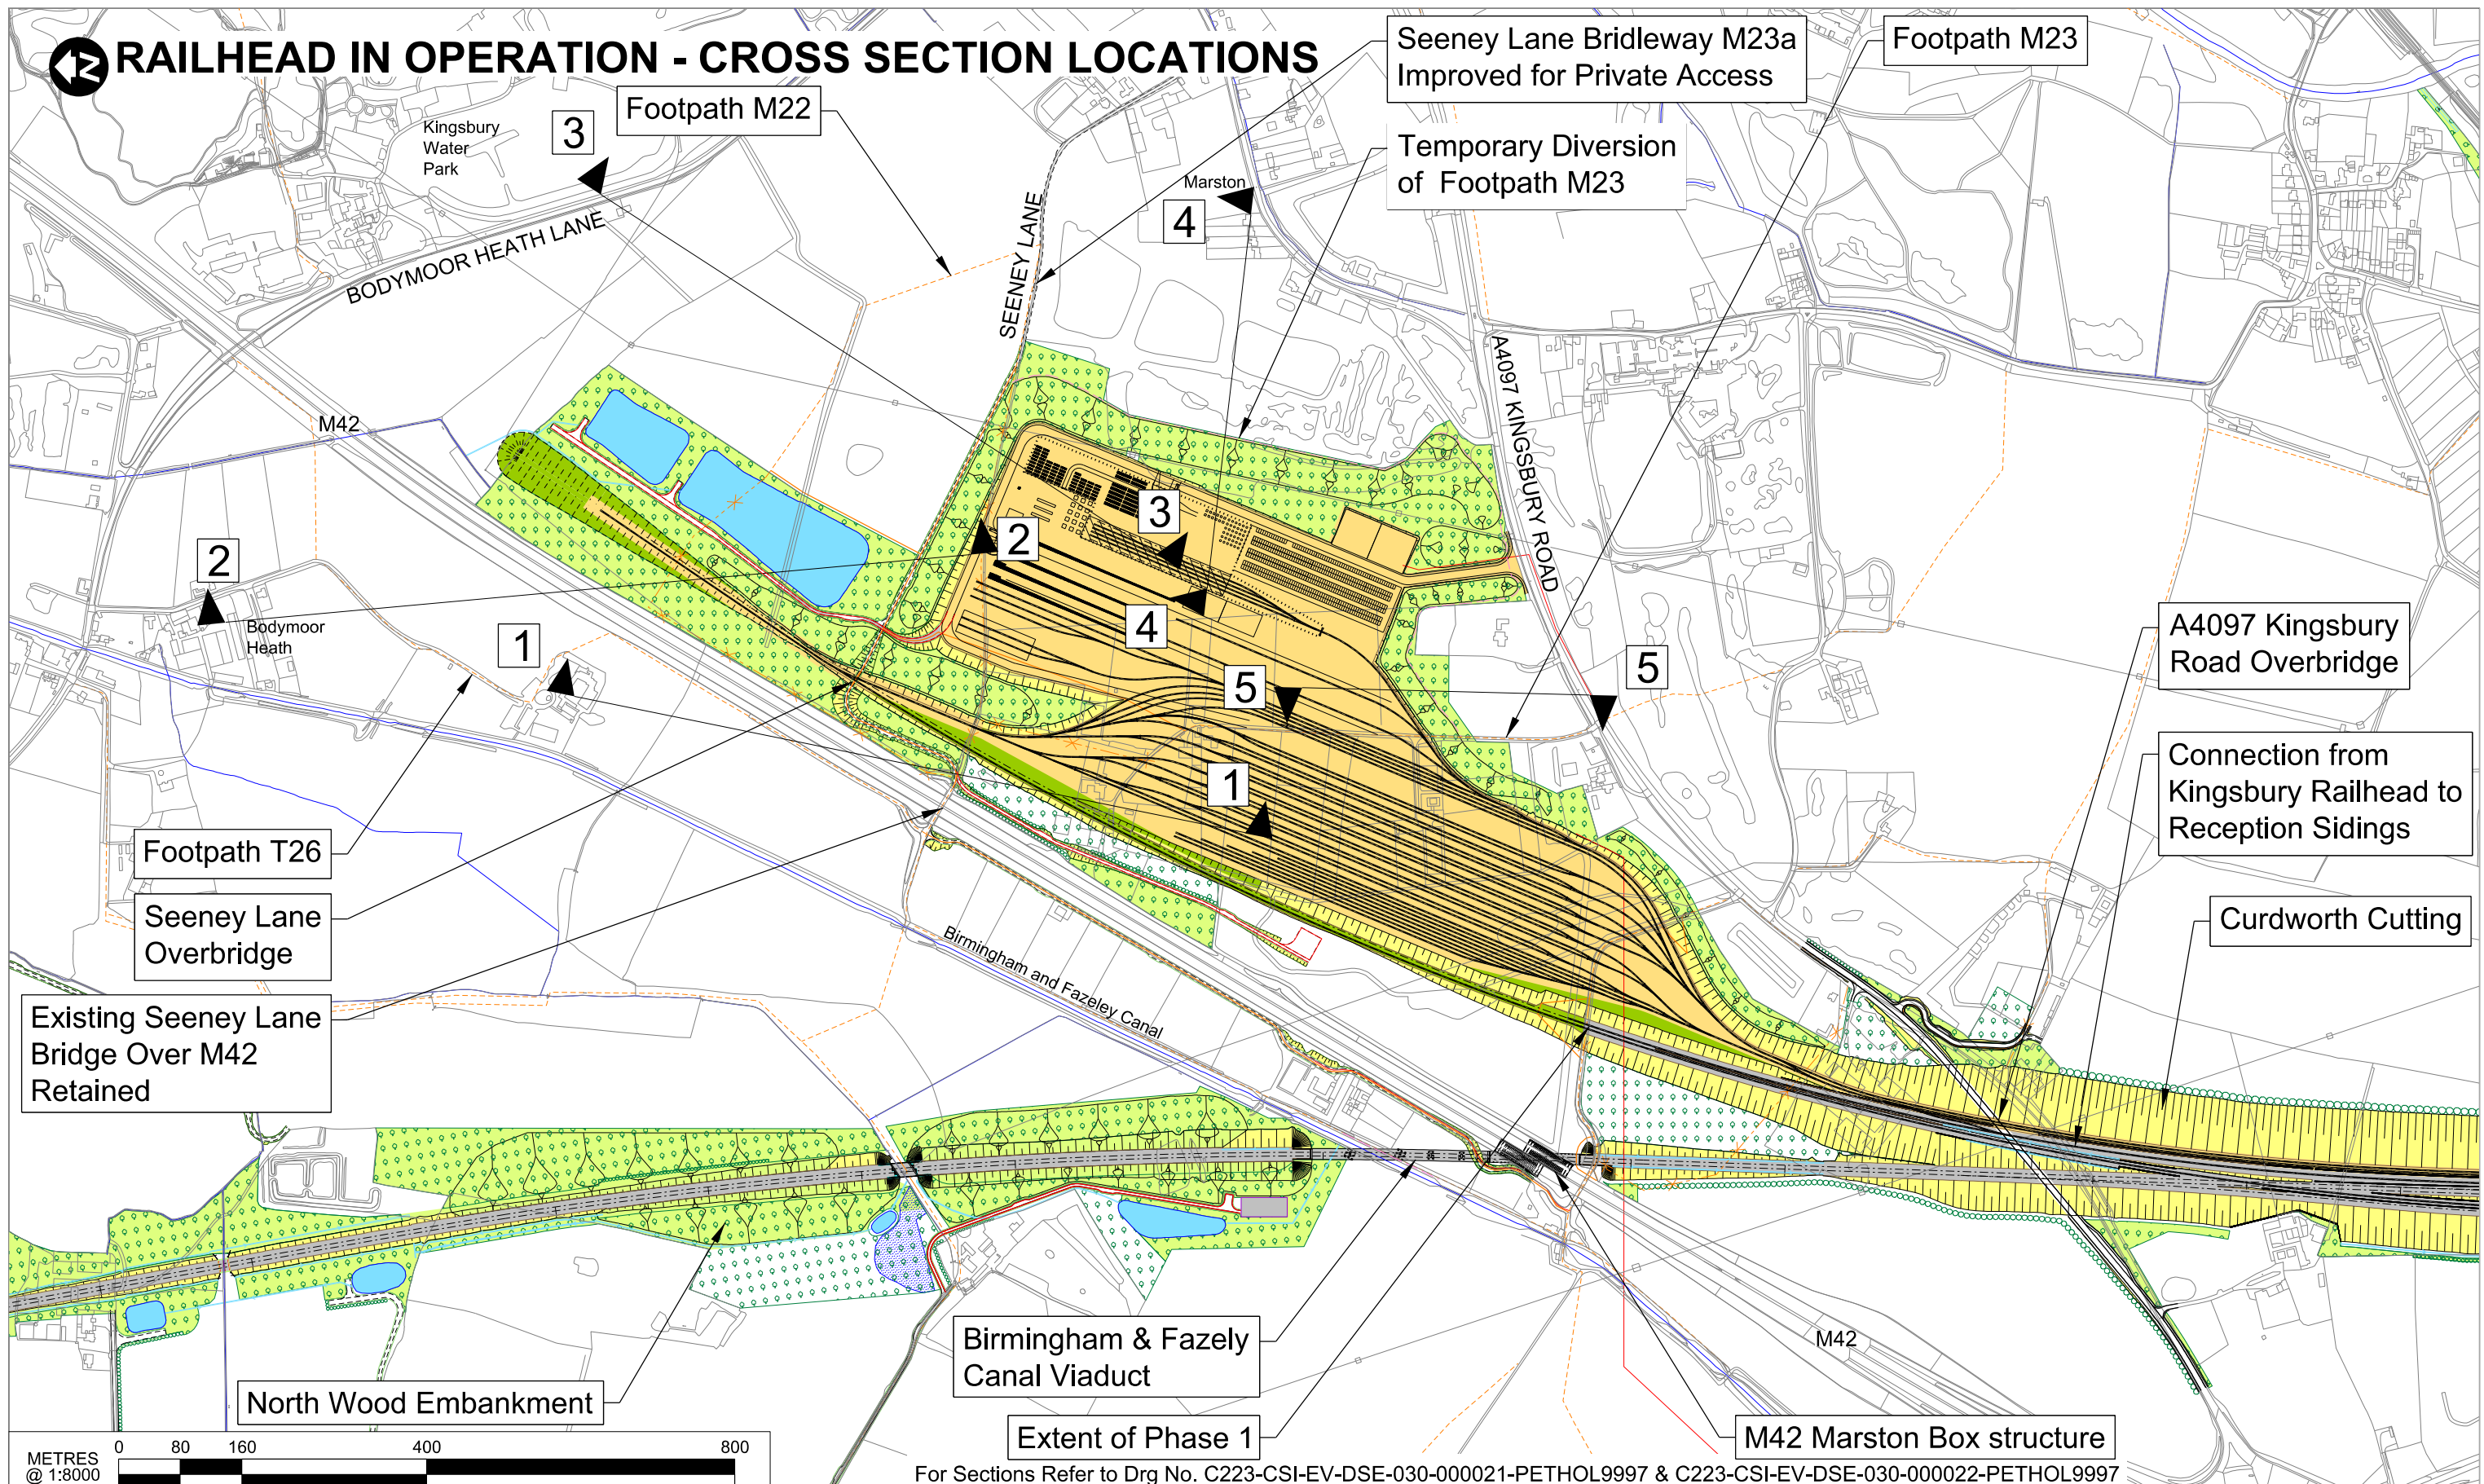 N RAILHEAD IN OPERATION - CROSS SECTION LOCATIONS
Seeney Lane Bridleway M23a
Improved for Private Access
Footpath M23
Footpath M22
Kingsbury
Water
Park
3
Temporary Diversion
of Footpath M23
Marston
4
BODYMOOR HEATH LANE
SEENEY LANE
A4097 KINGSBURY ROAD
M42
3
2
2
4
Bodymoor
Heath
1
5
5
A4097 Kingsbury
Road Overbridge
1
Connection from
Kingsbury Railhead to
Reception Sidings
Footpath T26
Seeney Lane
Overbridge
Curdworth Cutting
Birmingham and Fazeley Canal
Existing Seeney Lane
Bridge Over M42
Retained
Birmingham & Fazely
Canal Viaduct
M42
North Wood Embankment
Extent of Phase 1
M42 Marston Box structure
METRES
@ 1:8000
0 80 160 400 800
For Sections Refer to Drg No. C223-CSI-EV-DSE-030-000021-PETHOL9997 & C223-CSI-EV-DSE-030-000022-PETHOL9997